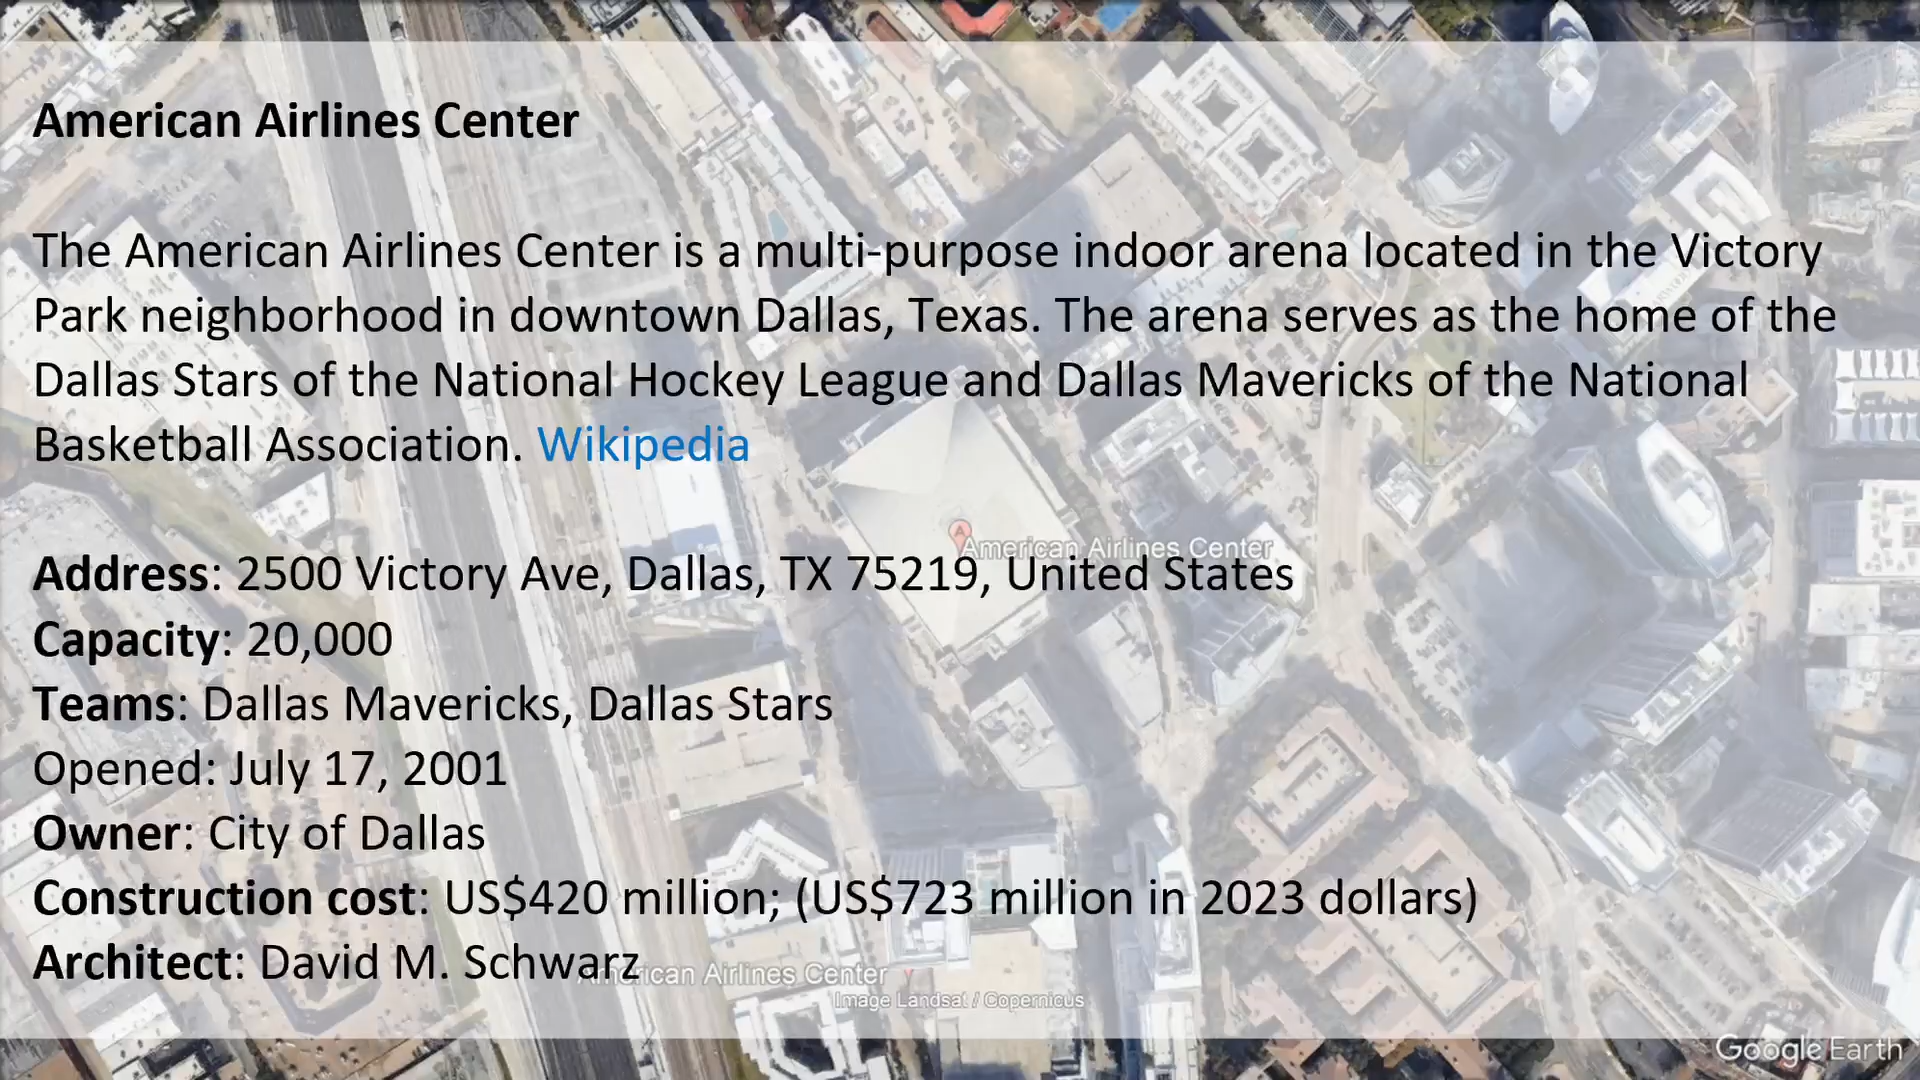 American Airlines Center
The American Airlines Center is a multi-purpose indoor arena located in the Victory
Park neighborhood in downtown Dallas, Texas. The arena serves as the home of the
Dallas Stars of the National Hockey League and Dallas Mavericks of the National
Basketball Association. Wikipedia
American Airlines Center
Address: 2500 Victory Ave, Dallas, TX 75219, United States
Capacity: 20,000
Teams: Dallas Mavericks, Dallas Stars
Opened: July 17, 2001
Owner: City of Dallas
Construction cost: US$420 million; (US$723 million in 2023 dollars)
Architect: David M. Schwarz
American Airlines Center
Image Landsat / Copernicus
Google Earth